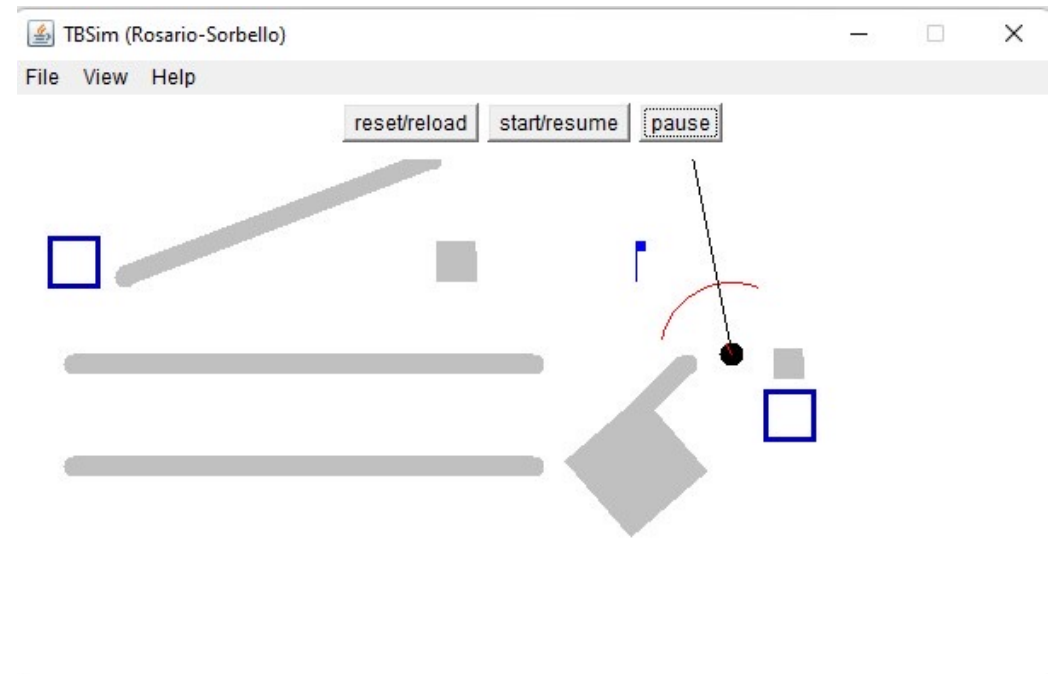 TBSim (Rosario-Sorbello)
File View Help
reset/reload start/resume pause